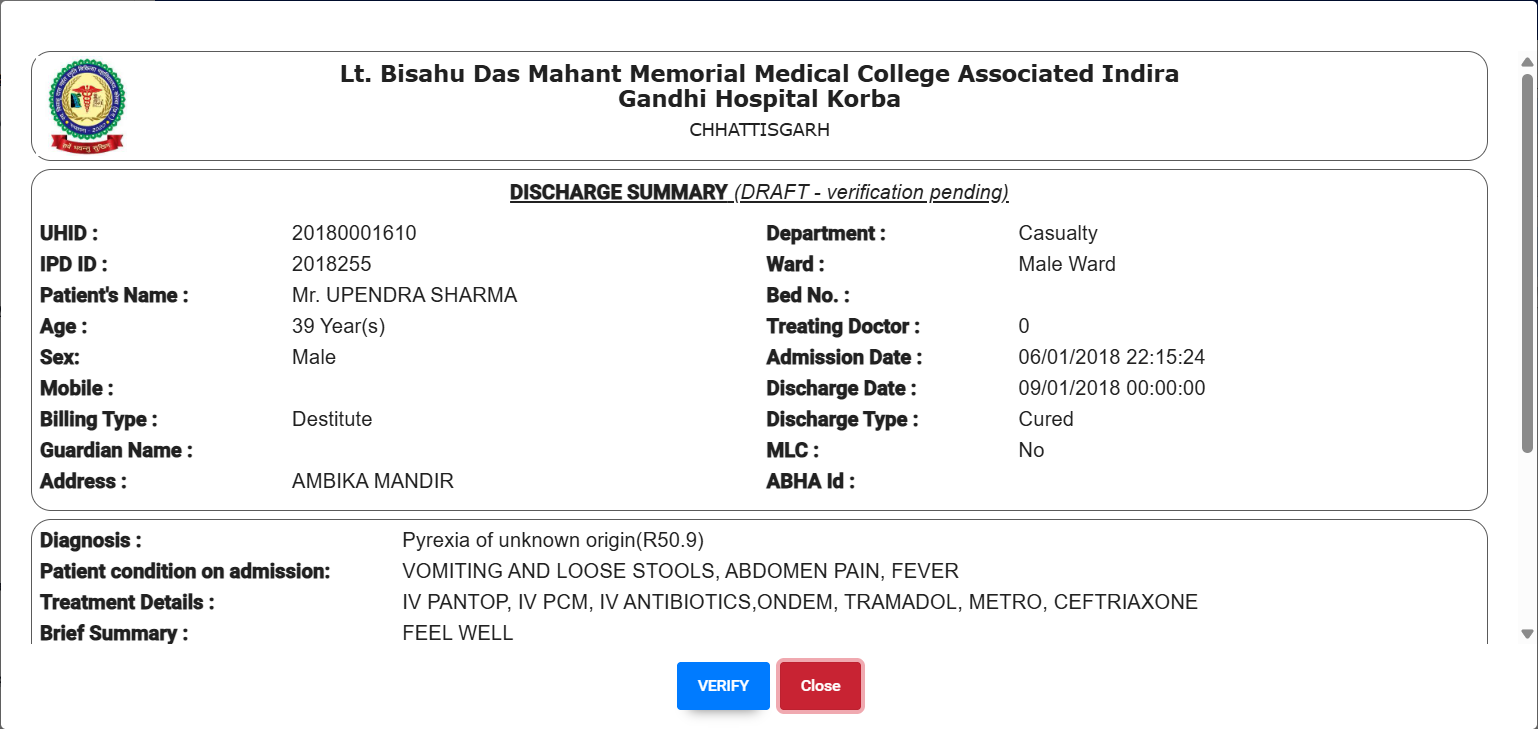 Lt. Bisahu Das Mahant Memorial Medical College Associated Indira
Gandhi Hospital Korba
CHHATTISGARH
DISCHARGE SUMMARY (DRAFT - verification pending)
UHID : 20180001610 Department : Casualty
IPD ID : 2018255 Ward : Male Ward
Patient's Name : Mr. UPENDRA SHARMA Bed No. :
Age : 39 Year(s) Treating Doctor : 0
Sex: Male Admission Date : 06/01/2018 22:15:24
Mobile : Discharge Date : 09/01/2018 00:00:00
Billing Type : Destitute Discharge Type : Cured
Guardian Name : MLC : No
Address : AMBIKA MANDIR ABHA Id :
Diagnosis : Pyrexia of unknown origin(R50.9)
Patient condition on admission: VOMITING AND LOOSE STOOLS, ABDOMEN PAIN, FEVER
Treatment Details : IV PANTOP, IV PCM, IV ANTIBIOTICS,ONDEM, TRAMADOL, METRO, CEFTRIAXONE
Brief Summary : FEEL WELL
VERIFY Close